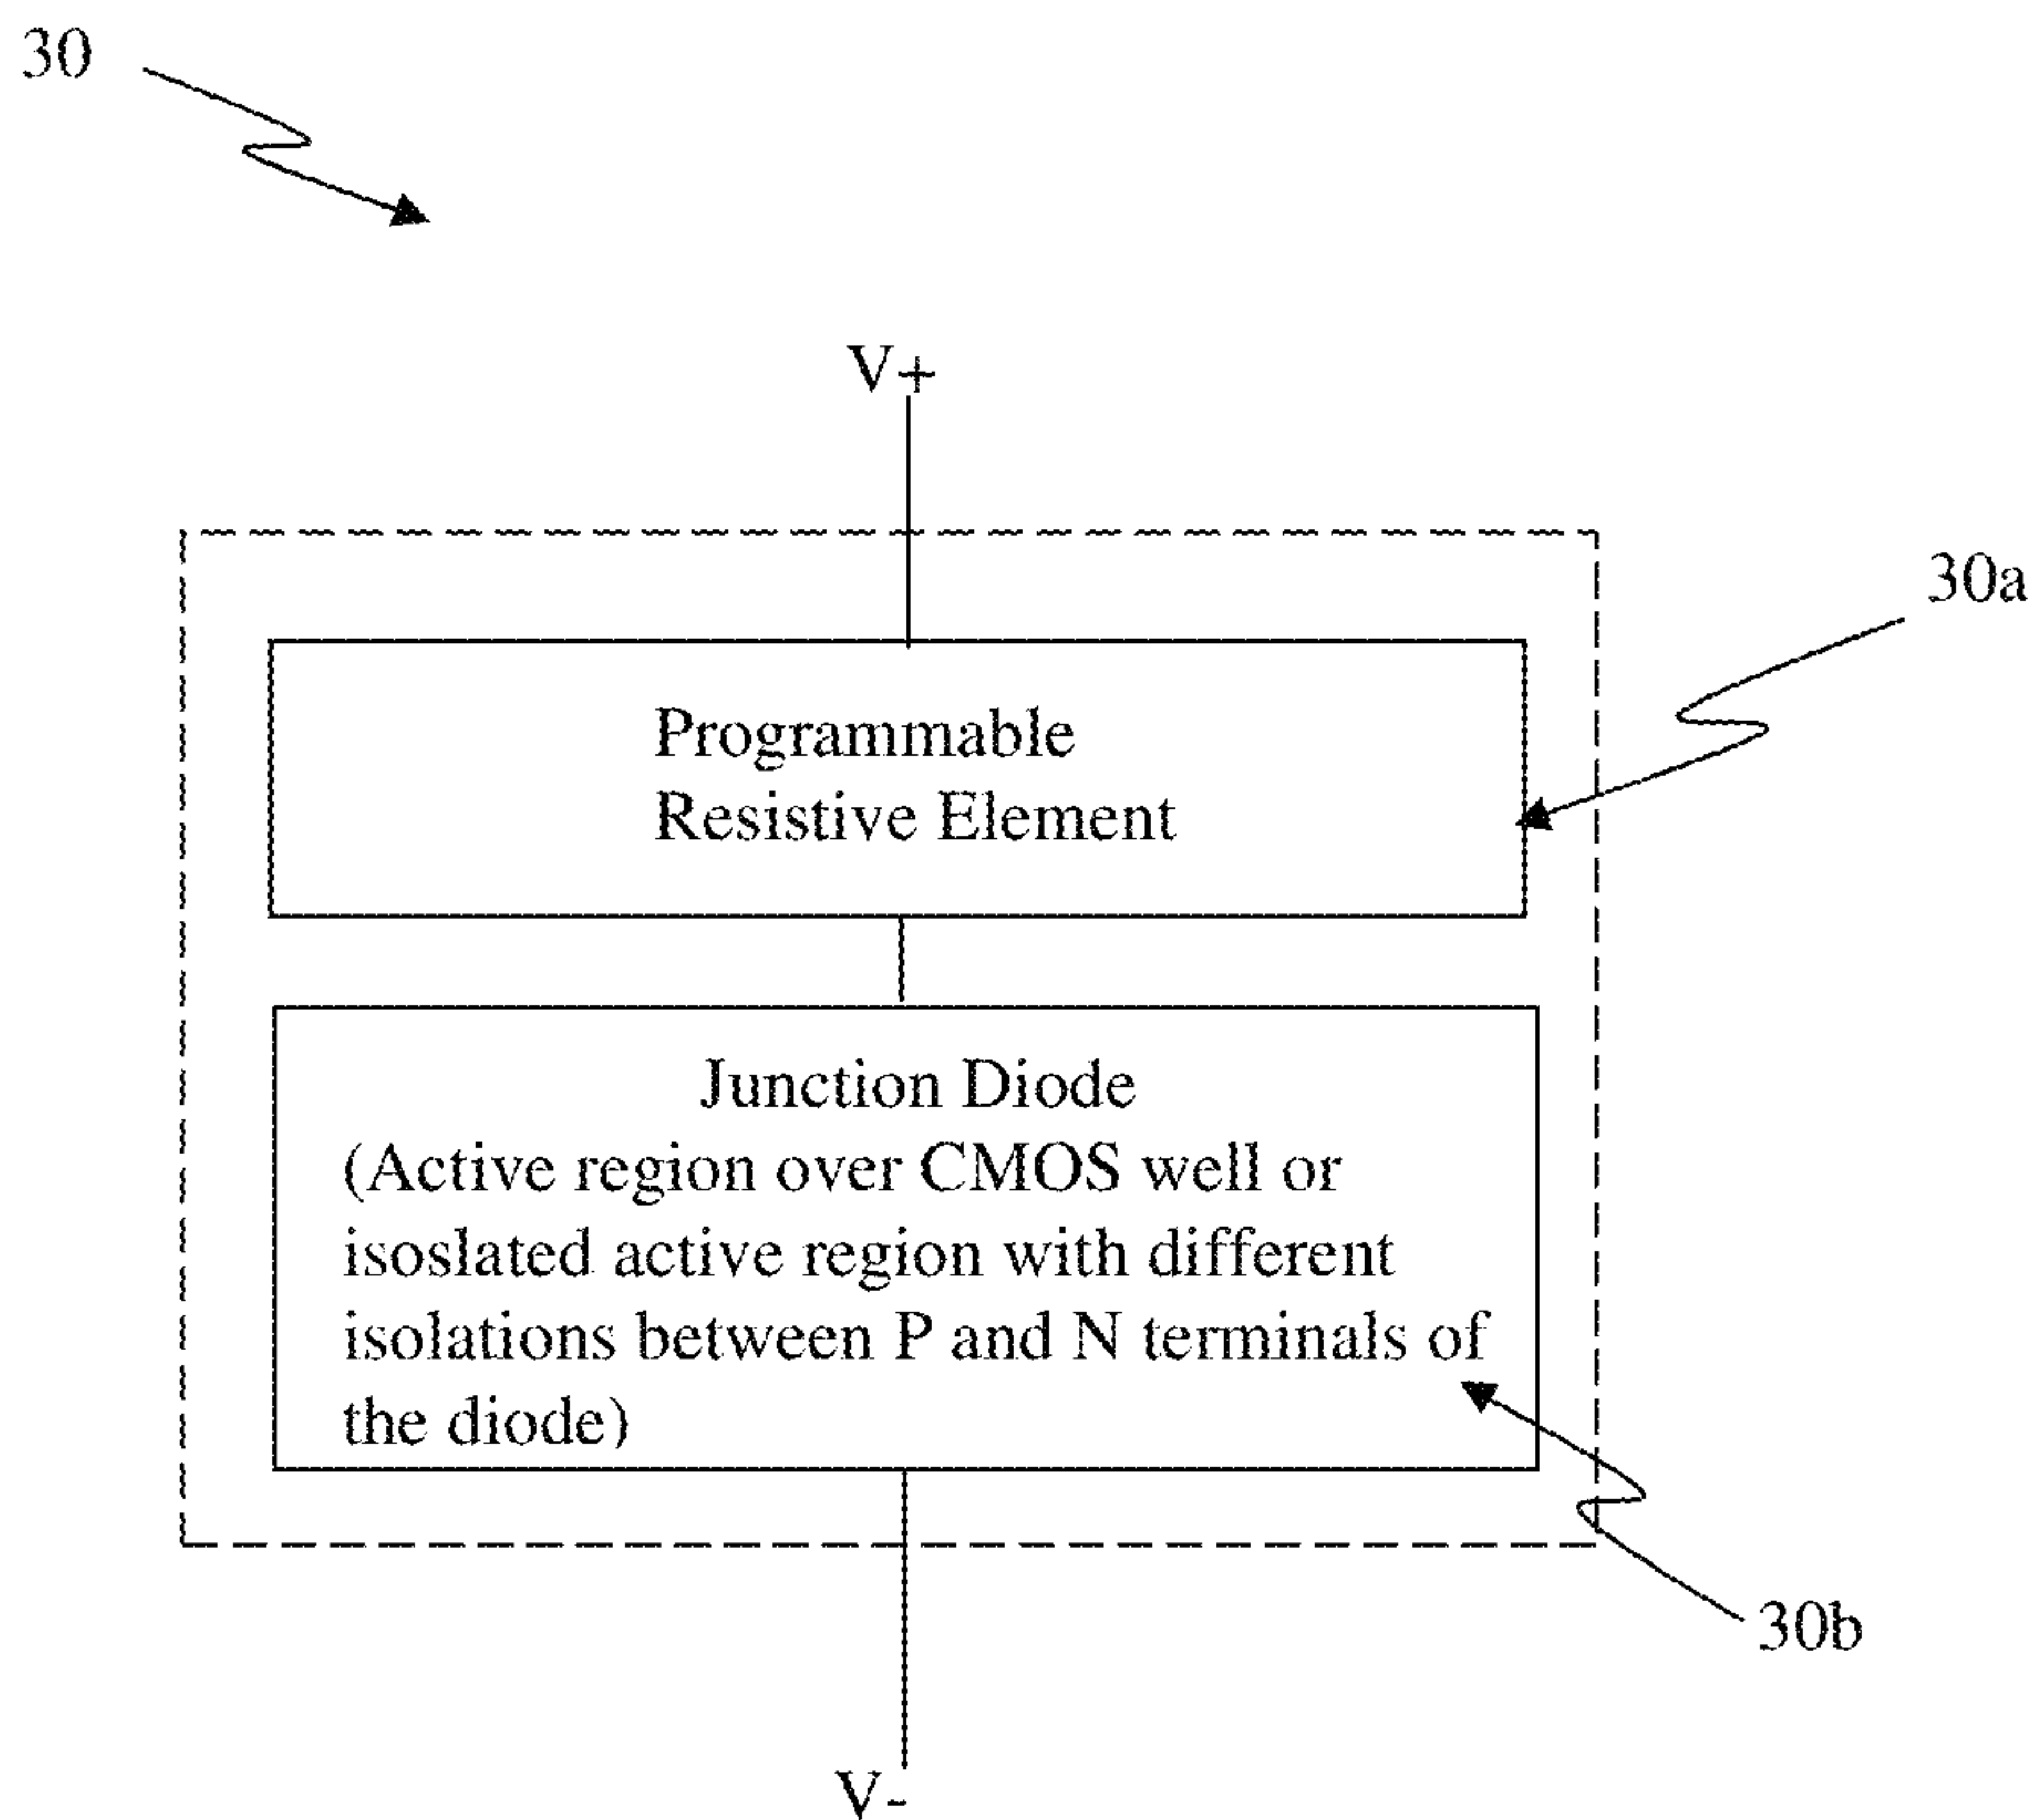 30
V+
30a
Programmable
Resistive Element
Junction Diode
(Active region over CMOS well or
isoslated active region with different
isolations between P and N terminals of
the diode)
30b
V-